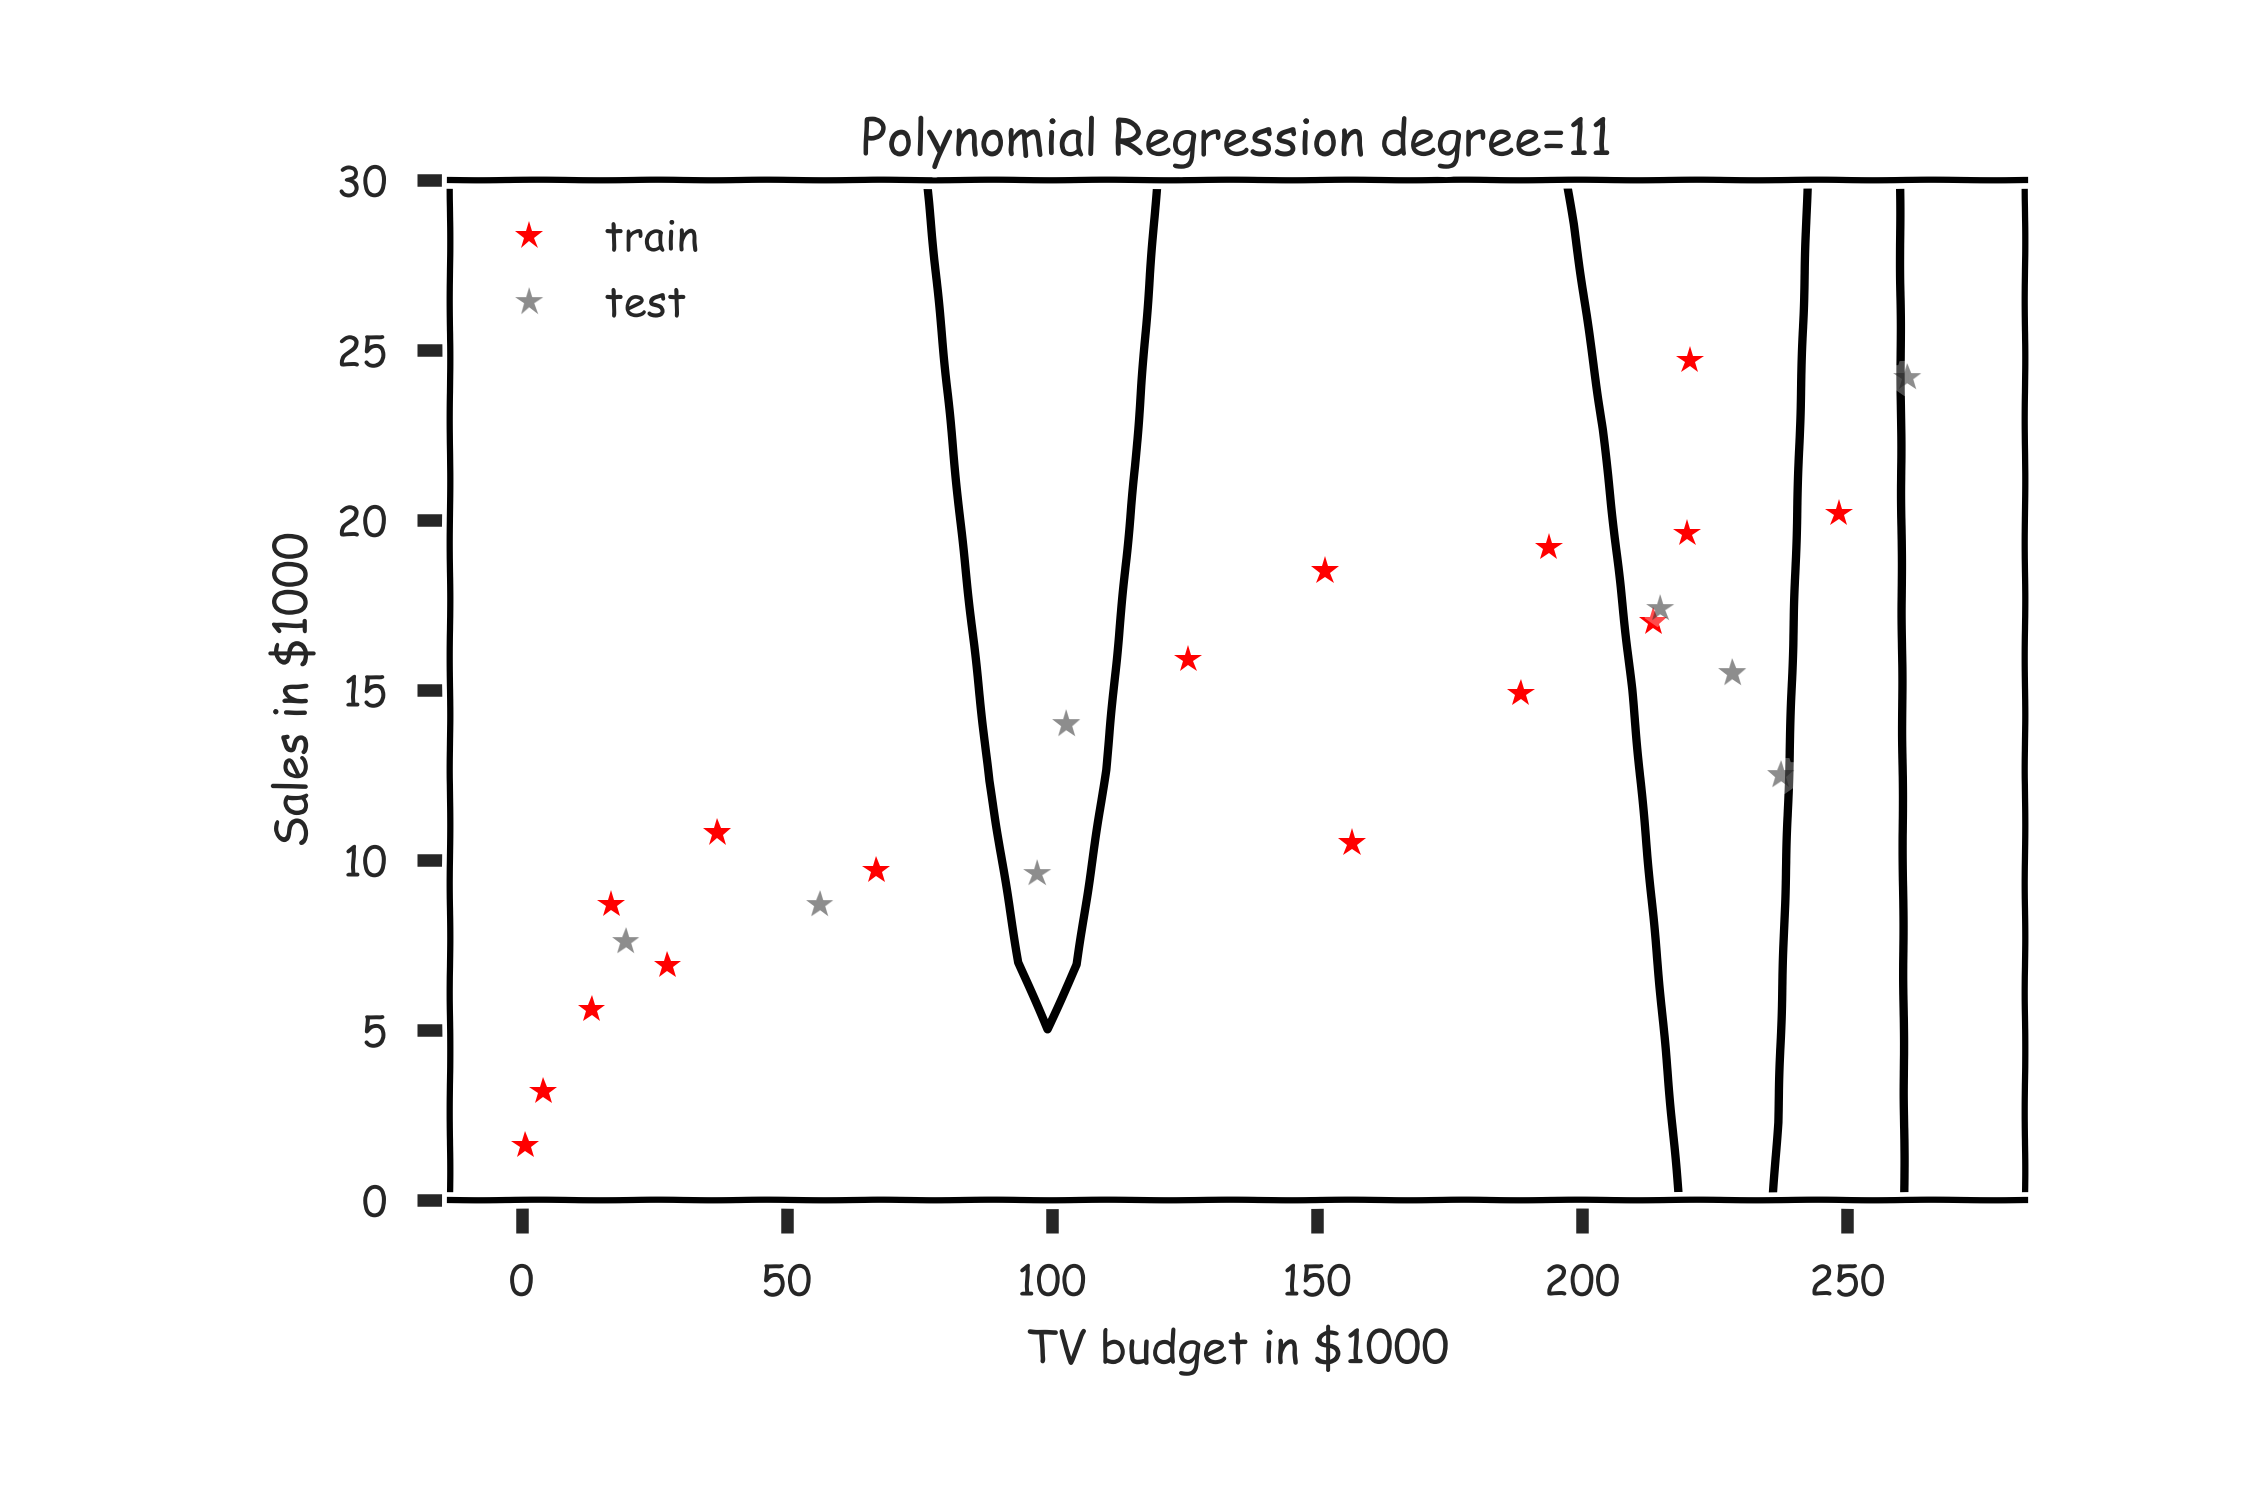 Polynomial Regression degree=11
30
25
20
15
10
5
0
train
test
Sales in $1000
0 50 100 150 200 250
TV budget in $1000